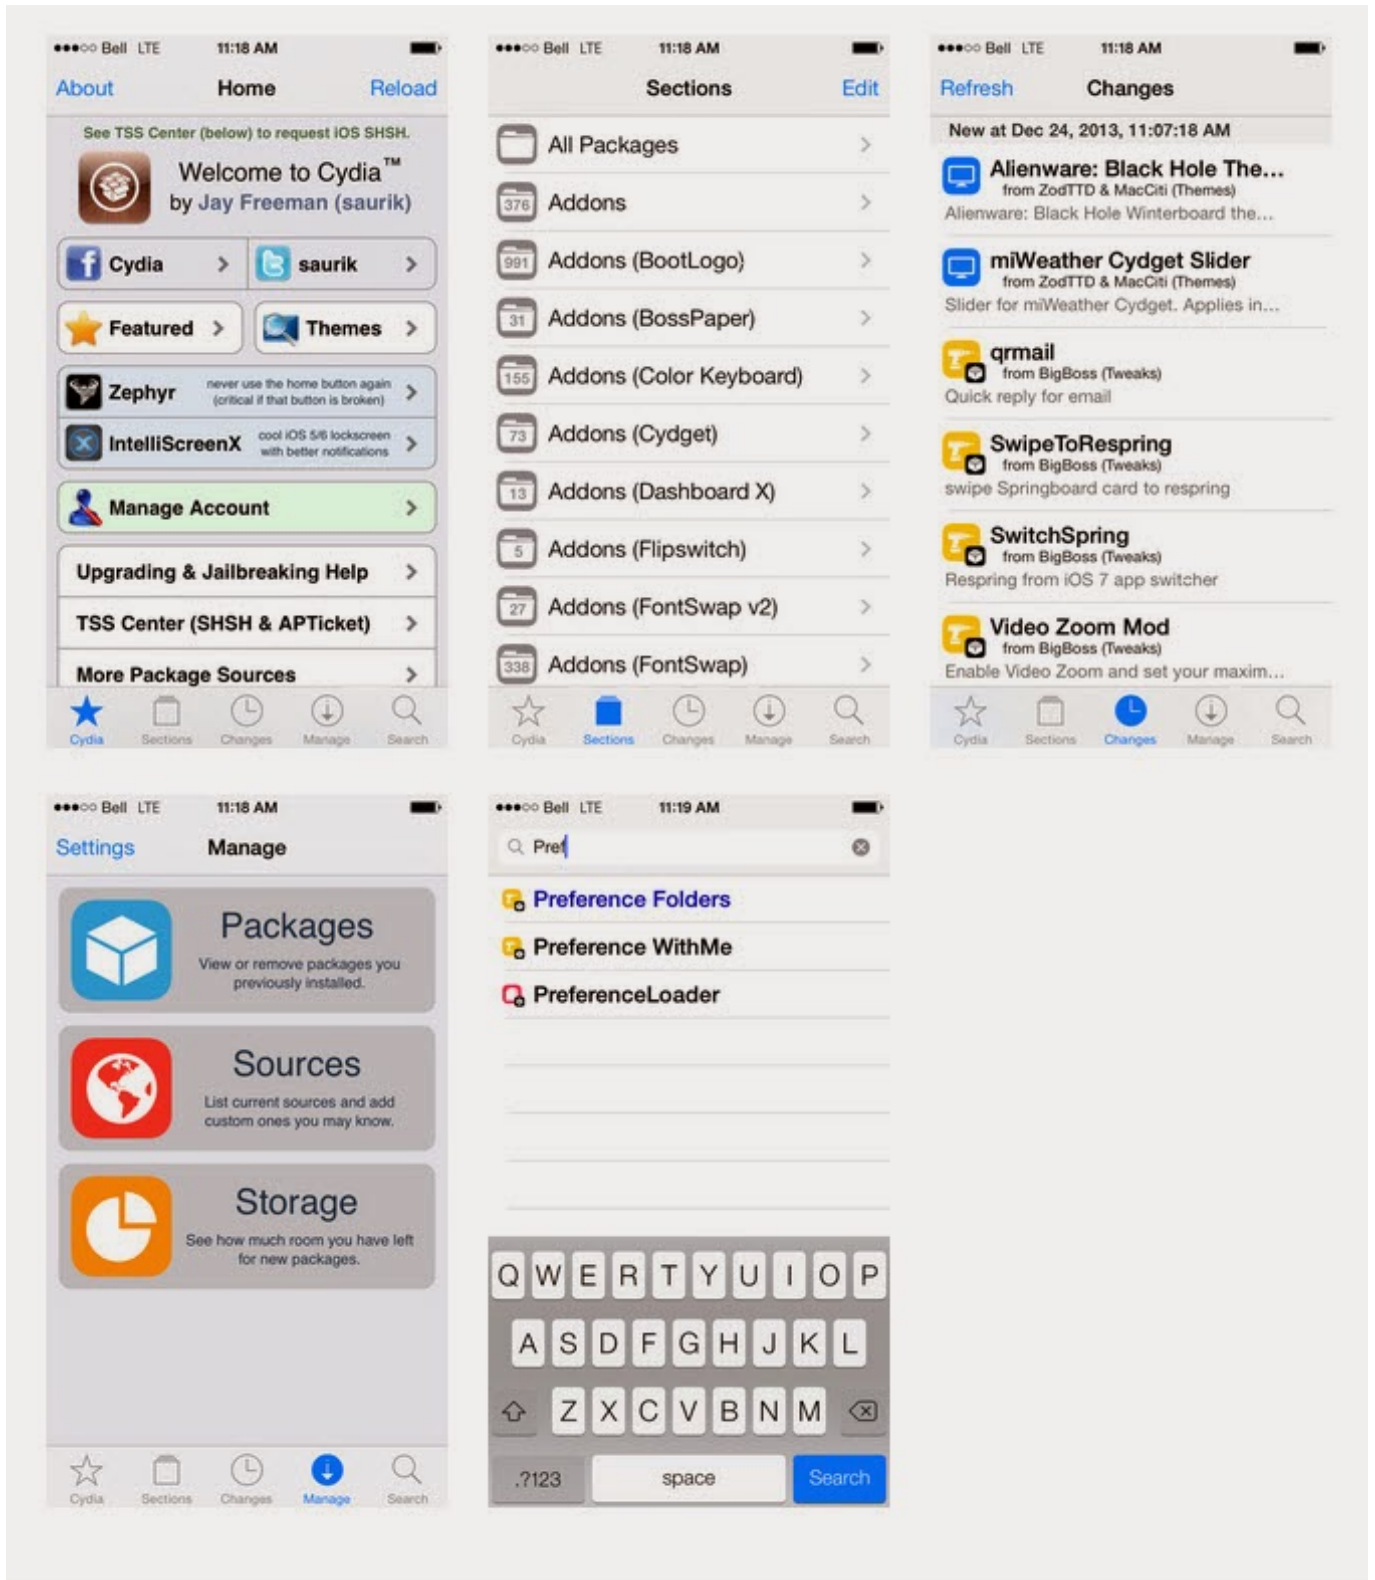 Bell LTE 11:18 AM
About Home Reload
See TSS Center (below) to request iOS SHSH.
Welcome to Cydia™
by Jay Freeman (saurik)
Cydia saurik
Featured Themes
Zephyr never use the home button again
(critical if that button is broken)
IntelliScreenX cool iOS 5/6 lockscreen
with better notifications
Manage Account
Upgrading & Jailbreaking Help
TSS Center (SHSH & APTicket)
More Package Sources
Cydia Sections Changes Manage Search
Bell LTE 11:18 AM
Sections Edit
All Packages
376 Addons
991 Addons (BootLogo)
31 Addons (BossPaper)
155 Addons (Color Keyboard)
73 Addons (Cydget)
13 Addons (Dashboard X)
5 Addons (Flipswitch)
27 Addons (FontSwap v2)
338 Addons (FontSwap)
Cydia Sections Changes Manage Search
Bell LTE 11:18 AM
Refresh Changes
New at Dec 24, 2013, 11:07:18 AM
Alienware: Black Hole The...
from ZodTTD & MacCiti (Themes)
Alienware: Black Hole Winterboard the...
miWeather Cydget Slider
from ZodTTD & MacCiti (Themes)
Slider for miWeather Cydget. Applies in...
qrmail
from BigBoss (Tweaks)
Quick reply for email
SwipeToRespring
from BigBoss (Tweaks)
swipe Springboard card to respring
SwitchSpring
from BigBoss (Tweaks)
Respring from iOS 7 app switcher
Video Zoom Mod
from BigBoss (Tweaks)
Enable Video Zoom and set your maxim...
Cydia Sections Changes Manage Search
Bell LTE 11:18 AM
Settings Manage
Packages
View or remove packages you
previously installed.
Sources
List current sources and add
custom ones you may know.
Storage
See how much room you have left
for new packages.
Cydia Sections Changes Manage Search
Bell LTE 11:19 AM
Pref
Preference Folders
Preference WithMe
PreferenceLoader
Q W E R T Y U I O P
A S D F G H J K L
Z X C V B N M
.?123 space Search